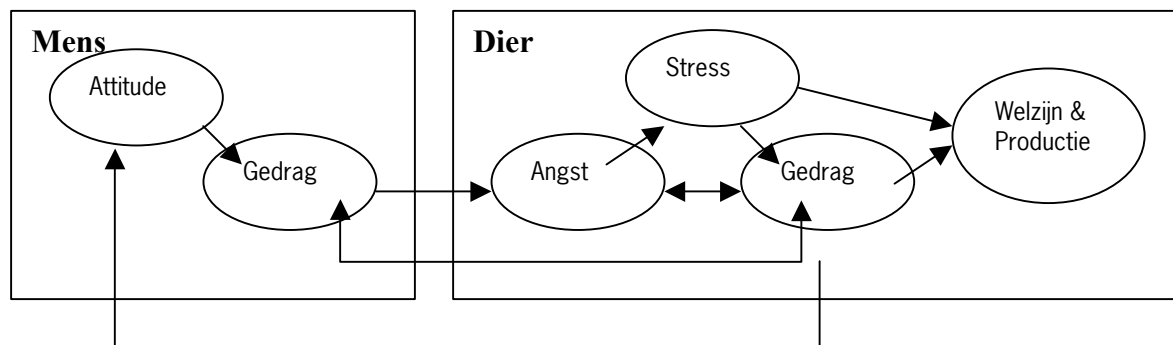 Mens
Attitude
Gedrag
Dier
Stress
Angst
Gedrag
Welzijn &
Productie